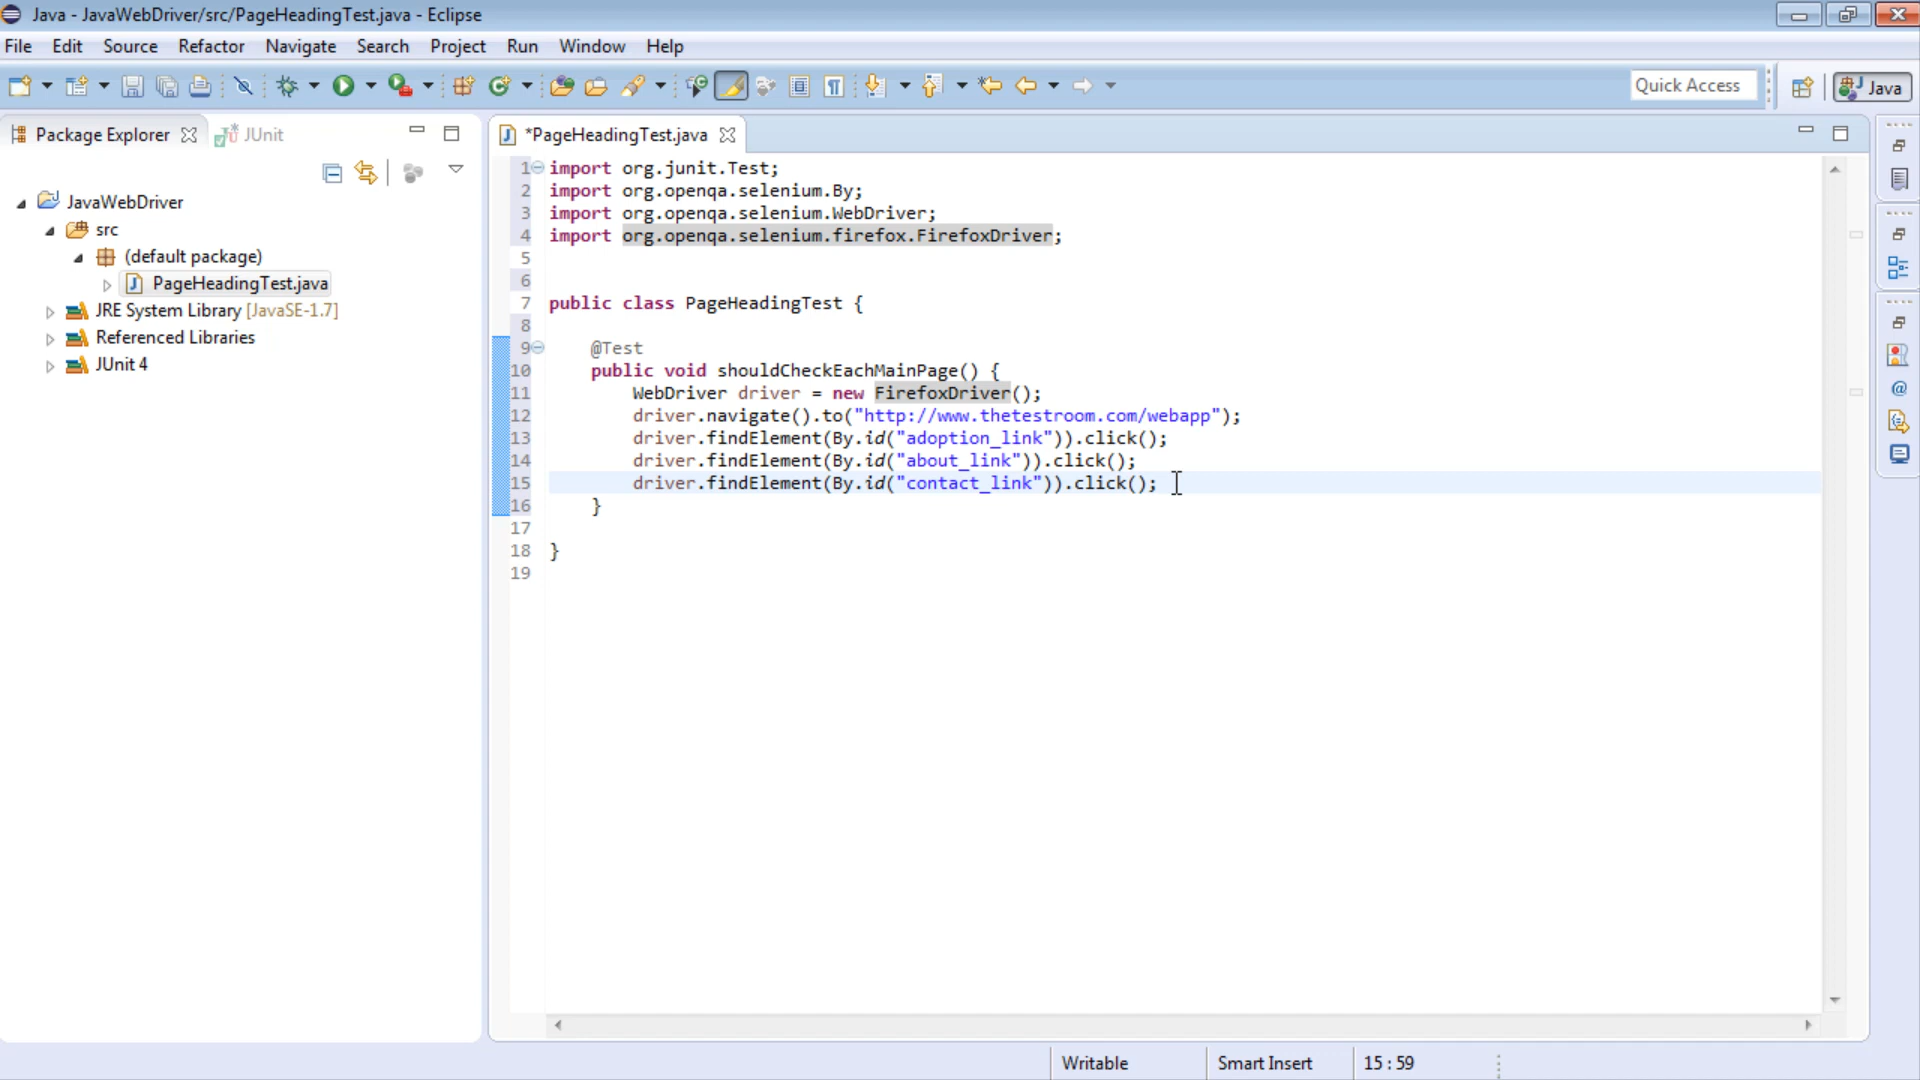 Java - JavaWebDriver/src/PageHeadingTest.java - Eclipse
File Edit Source Refactor Navigate Search Project Run Window Help
Quick Access
Java
Package Explorer
JUnit
*PageHeadingTest.java
JavaWebDriver
src
(default package)
PageHeadingTest.java
JRE System Library [JavaSE-1.7]
Referenced Libraries
JUnit 4
1 import org.junit.Test;
2 import org.openqa.selenium.By;
3 import org.openqa.selenium.WebDriver;
4 import org.openqa.selenium.firefox.FirefoxDriver;
5
6
7 public class PageHeadingTest {
8
9 @Test
10 public void shouldCheckEachMainPage() {
11 WebDriver driver = new FirefoxDriver();
12 driver.navigate().to("http://www.thetestroom.com/webapp");
13 driver.findElement(By.id("adoption_link")).click();
14 driver.findElement(By.id("about_link")).click();
15 driver.findElement(By.id("contact_link")).click();
16 }
17
18 }
19
Writable
Smart Insert
15 : 59